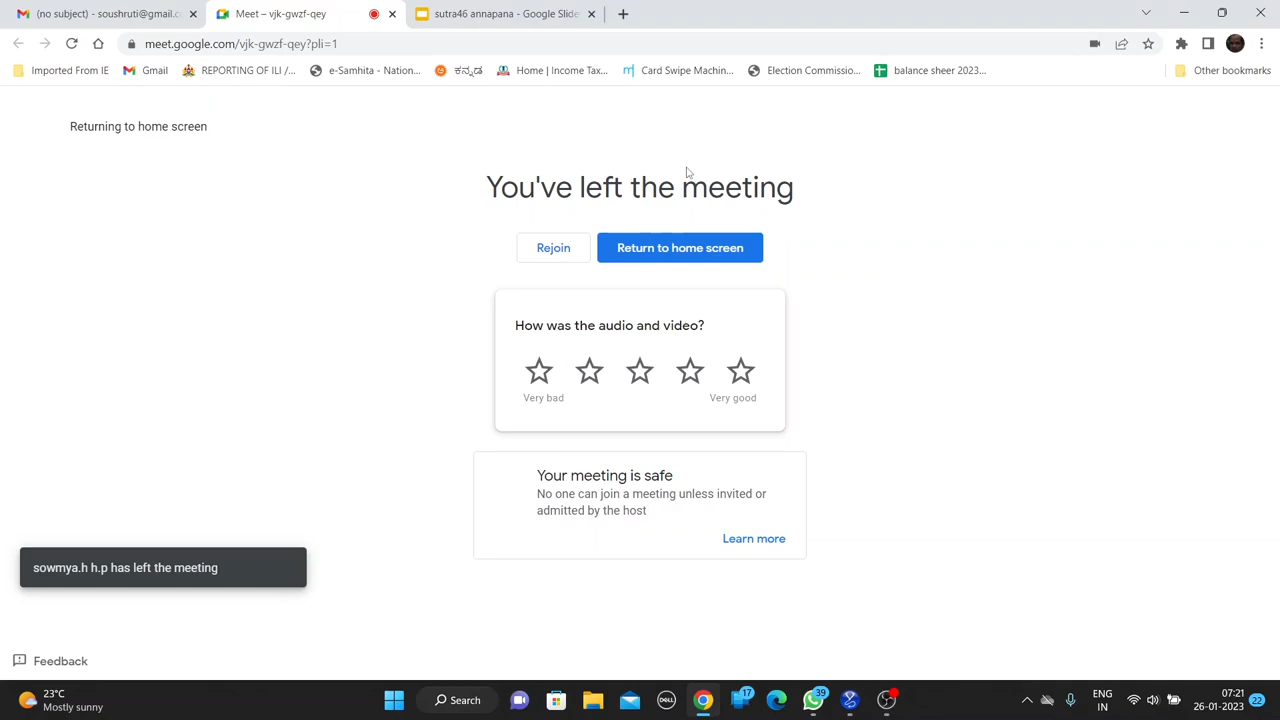 (no subject) - soushruti@gmail.c
Meet – vjk-gwzf-qey
sutra46 annapana - Google Slide
meet.google.com/vjk-gwzf-qey?pli=1
Imported From IE
Gmail
REPORTING OF ILI /...
e-Samhita - Nation...
ಕನ್ನಡ
Home | Income Tax...
Card Swipe Machin...
Election Commissio...
balance sheer 2023...
Other bookmarks
Returning to home screen
You've left the meeting
Rejoin
Return to home screen
How was the audio and video?
Very bad
Very good
Your meeting is safe
No one can join a meeting unless invited or
admitted by the host
Learn more
sowmya.h h.p has left the meeting
Feedback
23°C
Mostly sunny
Search
DELL
17
39
ENG
IN
07:21
26-01-2023
22